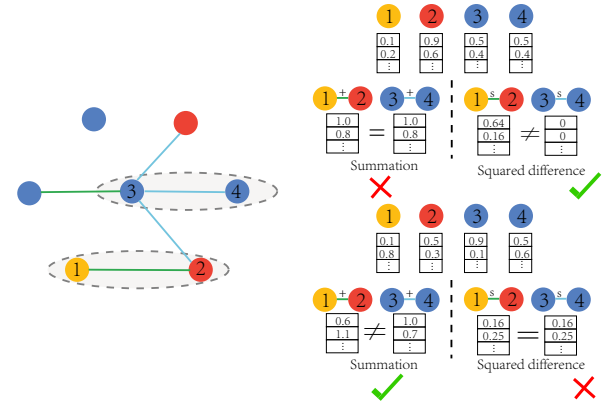 1 2 3 4
0.1 0.9 0.5 0.5
0.2 0.6 0.4 0.4
⋮ ⋮ ⋮ ⋮
1 + 2 3 + 4 1 s 2 3 s 4
1.0 = 1.0 0.64 ≠ 0
0.8 0.8 0.16 0
⋮ ⋮ ⋮ ⋮
Summation Squared difference
3 4
1 2
1 2 3 4
0.1 0.5 0.9 0.5
0.8 0.3 0.1 0.6
⋮ ⋮ ⋮ ⋮
1 + 2 3 + 4 1 s 2 3 s 4
0.6 ≠ 1.0 0.16 = 0.16
1.1 0.7 0.25 0.25
⋮ ⋮ ⋮ ⋮
Summation Squared difference